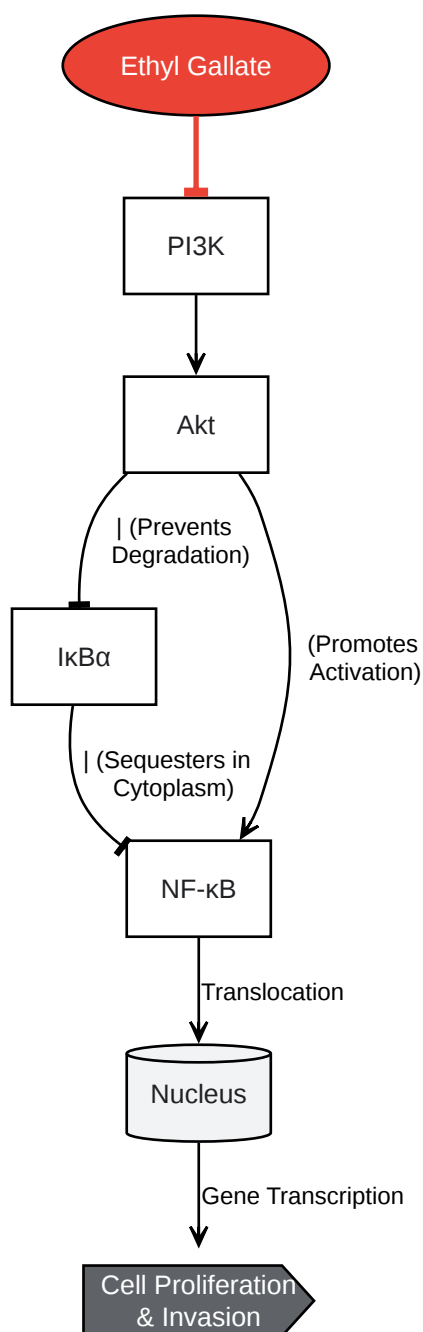 Ethyl Gallate
PI3K
Akt
| (Prevents
Degradation)
IκBα
(Promotes
Activation)
| (Sequesters in
Cytoplasm)
NF-κB
Translocation
Nucleus
Gene Transcription
Cell Proliferation
& Invasion